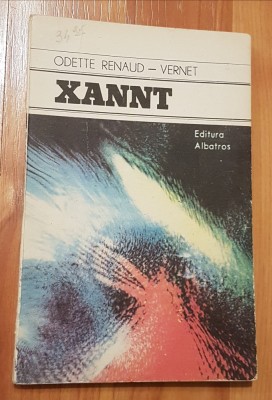 ODETTE RENAUD – VERNET
XANNT
Editura
Albatros